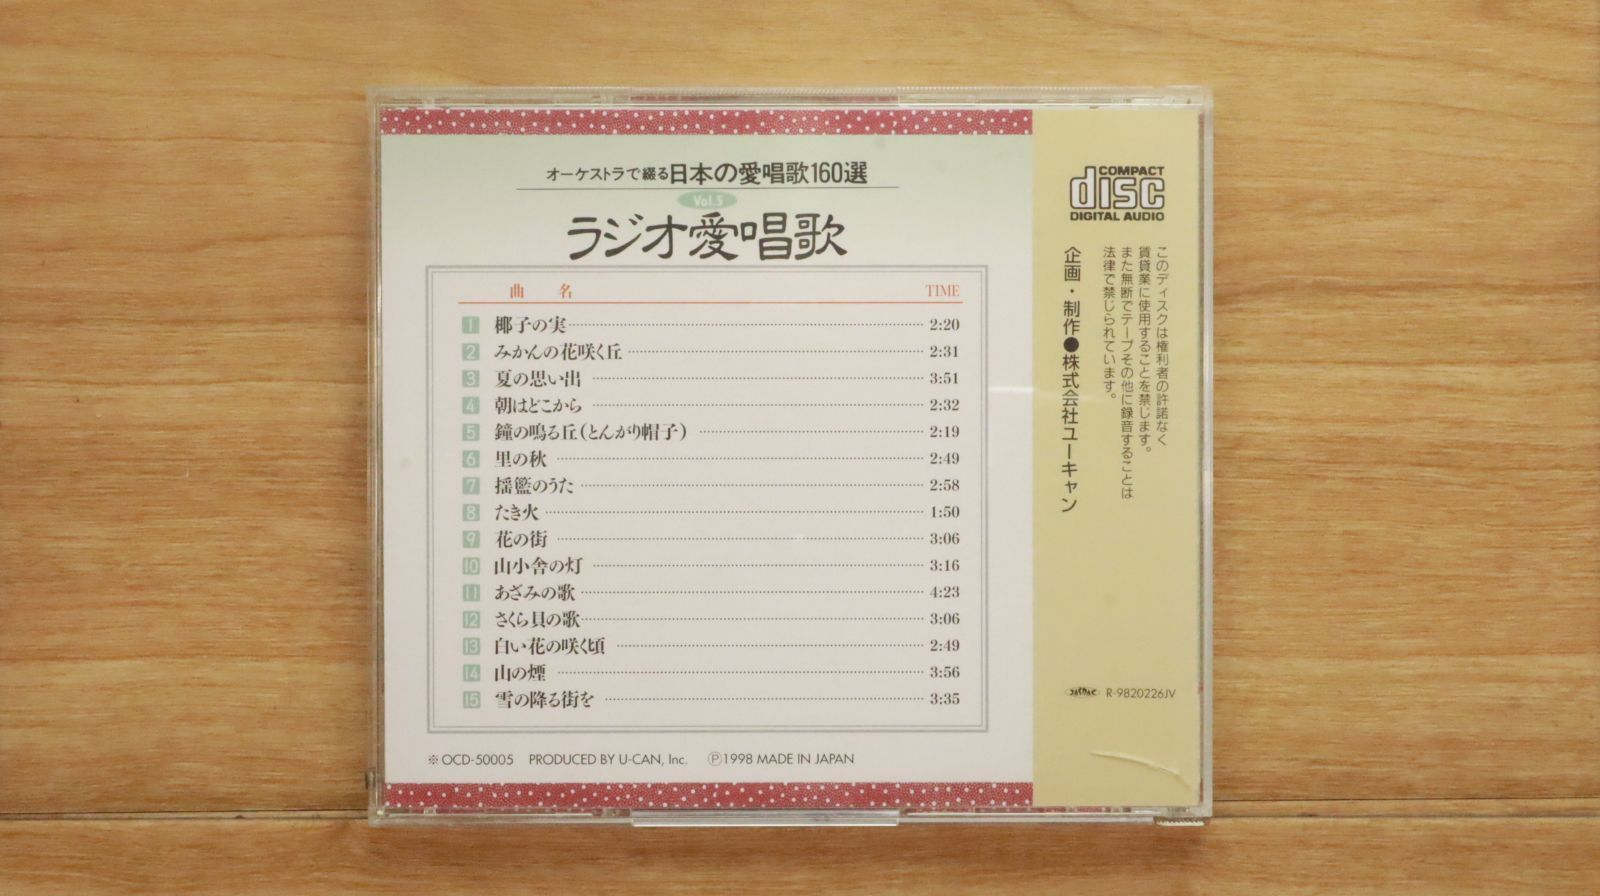 オーケストラで綴る日本の愛唱歌160選
Vol.5
ラジオ愛唱歌
曲 名 TIME
1 椰子の実 2:20
2 みかんの花咲く丘 2:31
3 夏の思い出 3:51
4 朝はどこから 2:32
5 鐘の鳴る丘(とんがり帽子) 2:19
6 里の秋 2:49
7 揺籃のうた 2:58
8 たき火 1:50
9 花の街 3:06
10 山小舎の灯 3:16
11 あざみの歌 4:23
12 さくら貝の歌 3:06
13 白い花の咲く頃 2:49
14 山の煙 3:56
15 雪の降る街を 3:35
※OCD-50005 PRODUCED BY U-CAN, Inc. ℗1998 MADE IN JAPAN
COMPACT
disc
DIGITAL AUDIO
このディスクは権利者の許諾なく
賃貸業に使用することを禁じます。
また無断でテープその他に録音することは
法律で禁じられています。
企画・制作●株式会社ユーキャン
JASRAC R-9820226JV